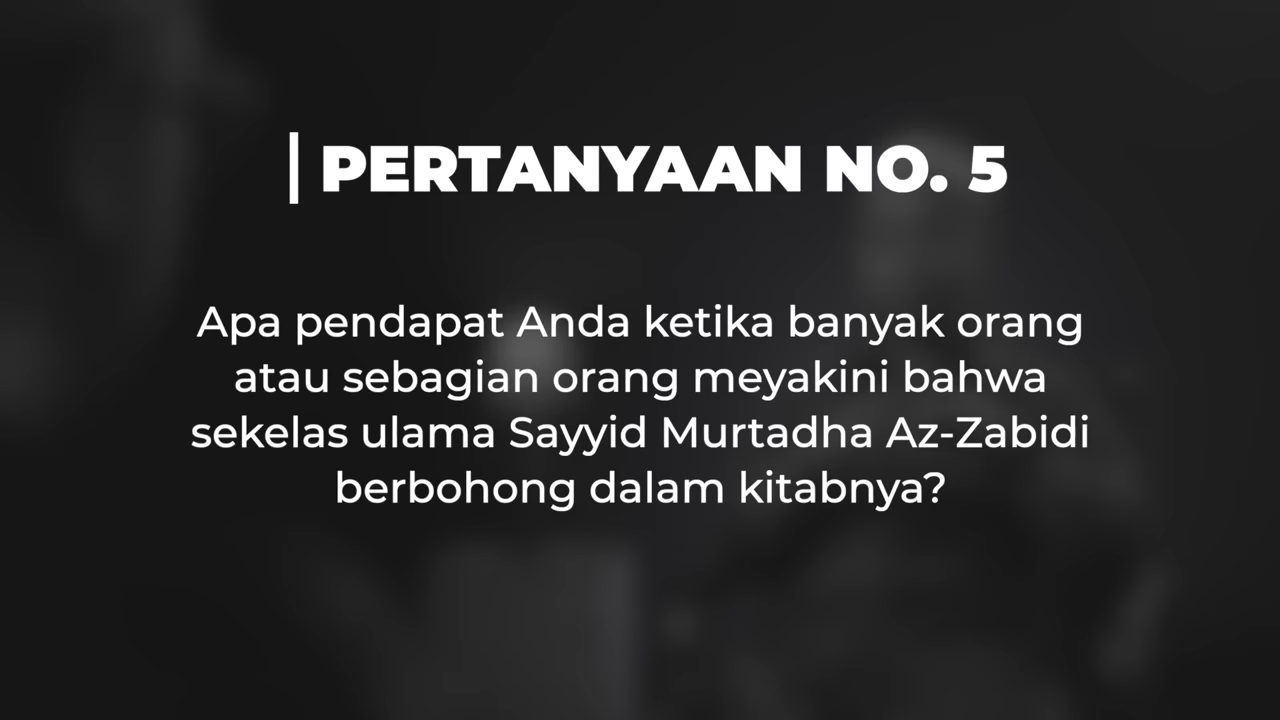 | PERTANYAAN NO. 5
Apa pendapat Anda ketika banyak orang
atau sebagian orang meyakini bahwa
sekelas ulama Sayyid Murtadha Az-Zabidi
berbohong dalam kitabnya?